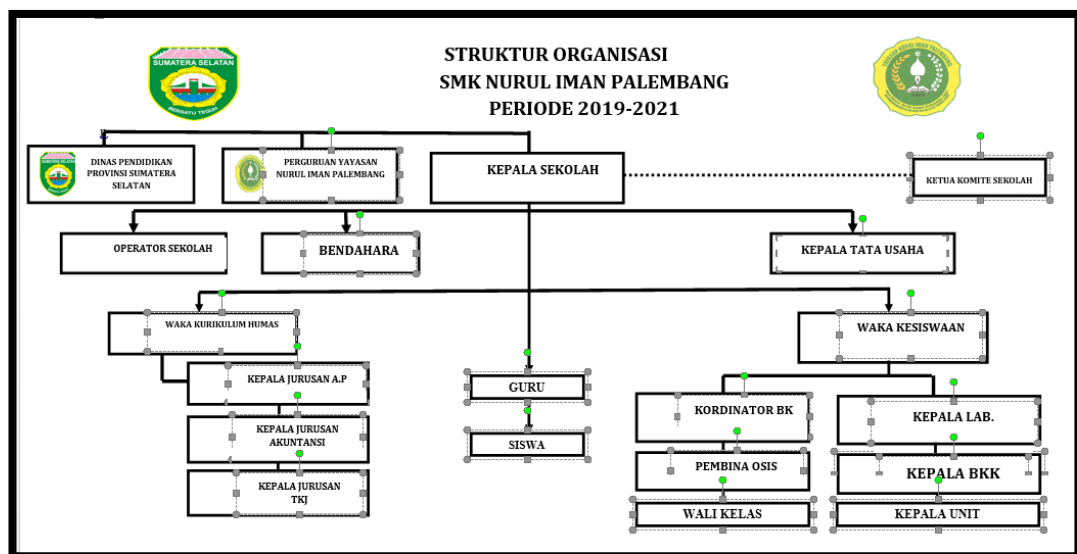 STRUKTUR ORGANISASI
SMK NURUL IMAN PALEMBANG
PERIODE 2019-2021
SUMATERA SELATAN
BERSATU TEGUH
DINAS PENDIDIKAN
PROVINSI SUMATERA
SELATAN
PERGURUAN YAYASAN
NURUL IMAN PALEMBANG
KEPALA SEKOLAH
KETUA KOMITE SEKOLAH
OPERATOR SEKOLAH
BENDAHARA
KEPALA TATA USAHA
WAKA KURIKULUM HUMAS
WAKA KESISWAAN
KEPALA JURUSAN A.P
KEPALA JURUSAN
AKUNTANSI
KEPALA JURUSAN
TKJ
GURU
SISWA
KORDINATOR BK
KEPALA LAB.
PEMBINA OSIS
KEPALA BKK
WALI KELAS
KEPALA UNIT